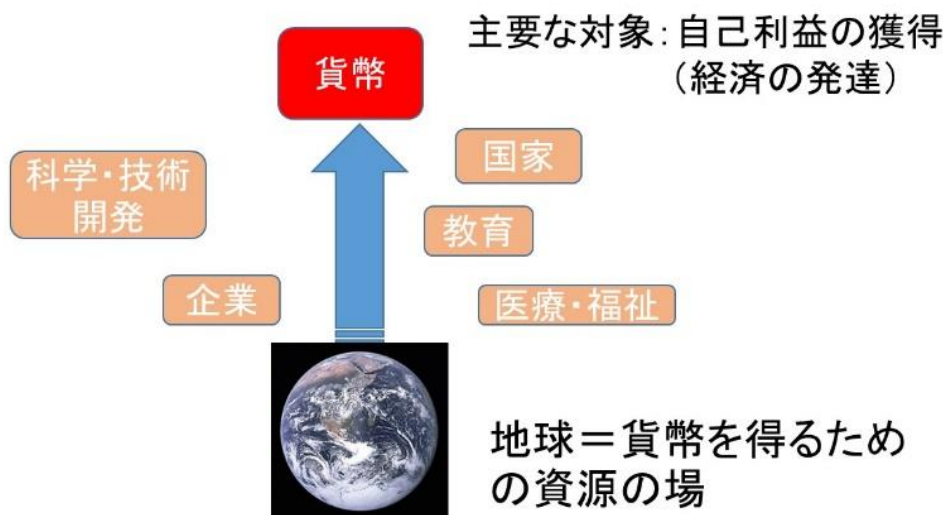 主要な対象：自己利益の獲得
（経済の発達）
貨幣
国家
科学・技術
開発
教育
企業
医療・福祉
地球＝貨幣を得るため
の資源の場